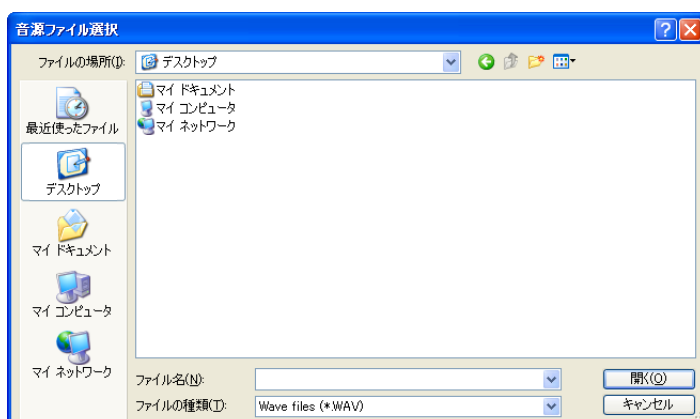 音源ファイル選択
ファイルの場所(I):
デスクトップ
最近使ったファイル
デスクトップ
マイ ドキュメント
マイ コンピュータ
マイ ネットワーク
マイ ドキュメント
マイ コンピュータ
マイ ネットワーク
ファイル名(N):
開く(O)
ファイルの種類(T):
Wave files (*.WAV)
キャンセル